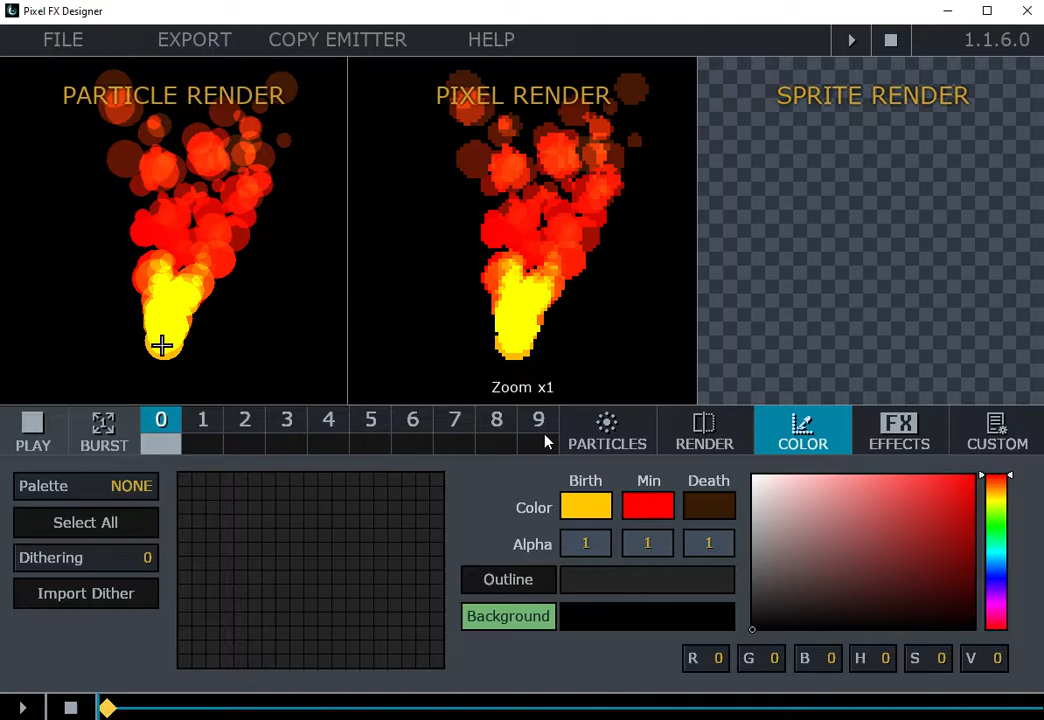 Pixel FX Designer
FILE EXPORT COPY EMITTER HELP 1.1.6.0
PARTICLE RENDER PIXEL RENDER SPRITE RENDER
Zoom x1
PLAY BURST 0 1 2 3 4 5 6 7 8 9 PARTICLES RENDER COLOR FX EFFECTS CUSTOM
Palette NONE
Select All
Dithering 0
Import Dither
Birth Min Death
Color
Alpha 1 1 1
Outline
Background
R 0 G 0 B 0 H 0 S 0 V 0